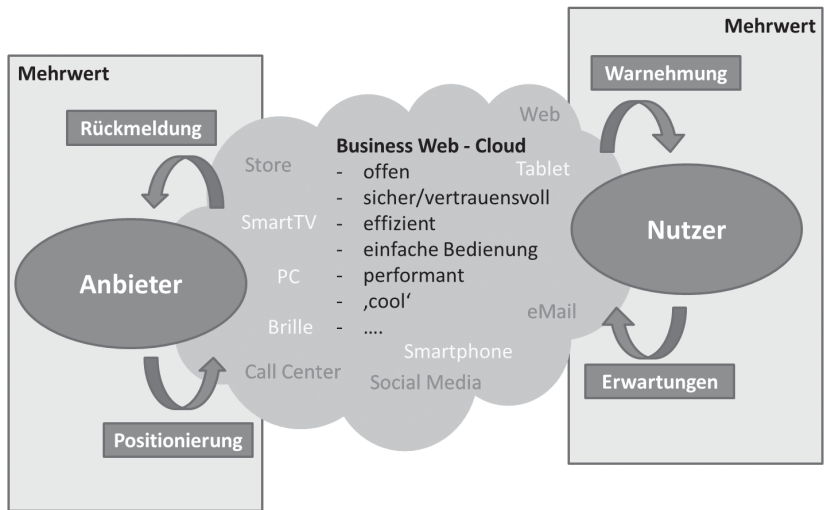 Mehrwert
Rückmeldung
Anbieter
Positionierung
Business Web - Cloud
- offen
- sicher/vertrauensvoll
- effizient
- einfache Bedienung
- performant
- ‚cool‘
- ....
Store
SmartTV
PC
Brille
Call Center
Web
Tablet
eMail
Smartphone
Social Media
Mehrwert
Warnehmung
Nutzer
Erwartungen